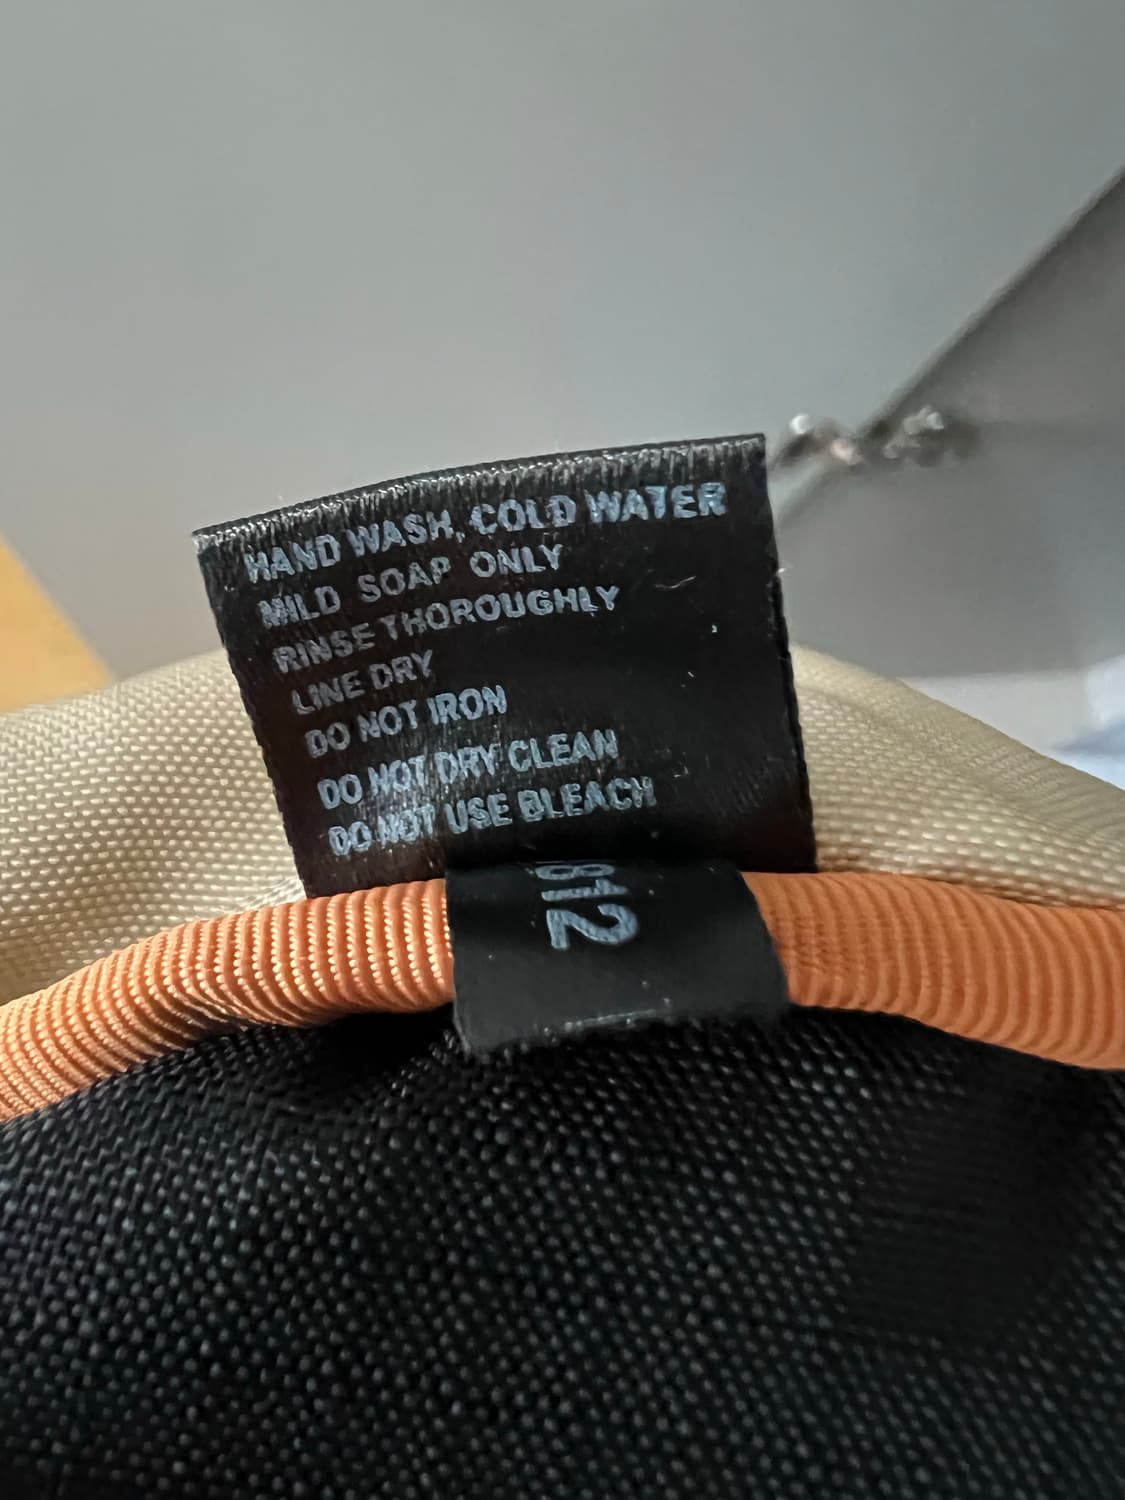 HAND WASH, COLD WATER
MILD SOAP ONLY
RINSE THOROUGHLY
LINE DRY
DO NOT IRON
DO NOT DRY CLEAN
DO NOT USE BLEACH
812